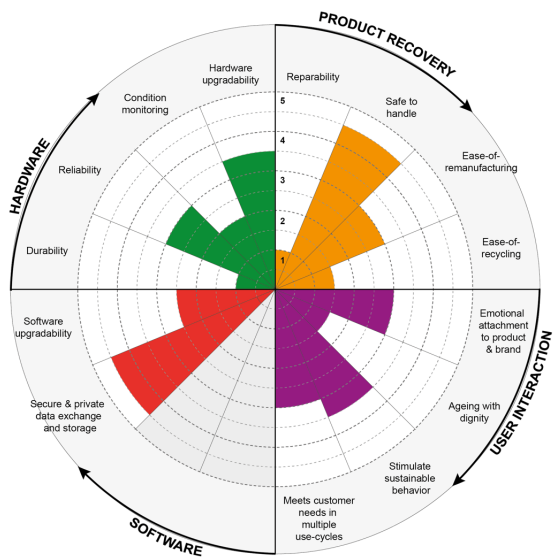 PRODUCT RECOVERY
Hardware
upgradability
Reparability
Condition
monitoring
Safe to
handle
5
4
3
2
1
HARDWARE
Reliability
Ease-of-
remanufacturing
Durability
Ease-of-
recycling
Software
upgradability
Emotional
attachment
to product
& brand
USER INTERACTION
Secure & private
data exchange
and storage
Ageing with
dignity
Stimulate
sustainable
behavior
Meets customer
needs in
multiple
use-cycles
SOFTWARE